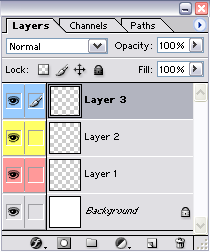 Layers Channels Paths
Normal Opacity: 100%
Lock: Fill: 100%
Layer 3
Layer 2
Layer 1
Background